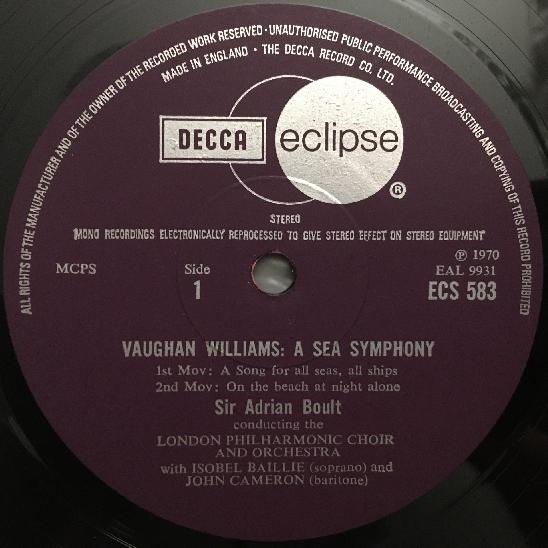 ALL RIGHTS OF THE MANUFACTURER AND OF THE OWNER OF THE RECORDED WORK RESERVED · UNAUTHORISED PUBLIC PERFORMANCE BROADCASTING AND COPYING OF THIS RECORD PROHIBITED
MADE IN ENGLAND · THE DECCA RECORD CO. LTD.
DECCA eclipse ®
STEREO
'MONO RECORDINGS ELECTRONICALLY REPROCESSED TO GIVE STEREO EFFECT ON STEREO EQUIPMENT'
℗ 1970
MCPS Side EAL 9931
1 ECS 583
VAUGHAN WILLIAMS: A SEA SYMPHONY
1st Mov: A Song for all seas, all ships
2nd Mov: On the beach at night alone
Sir Adrian Boult
conducting the
LONDON PHILHARMONIC CHOIR
AND ORCHESTRA
with ISOBEL BAILLIE (soprano) and
JOHN CAMERON (baritone)